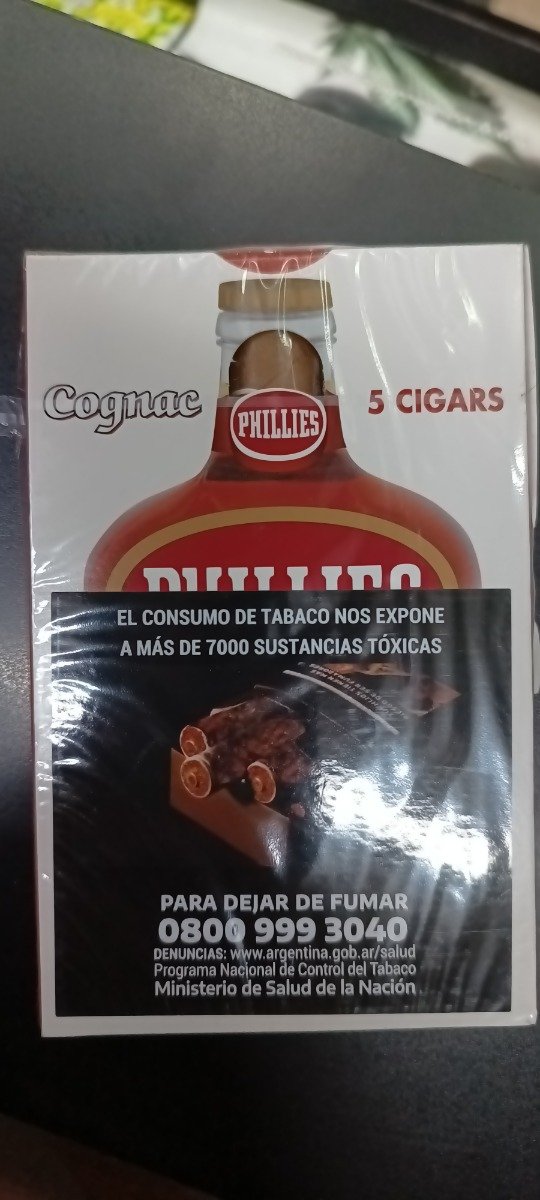 Cognac
PHILLIES
5 CIGARS
PHILLIES
EL CONSUMO DE TABACO NOS EXPONE
A MÁS DE 7000 SUSTANCIAS TÓXICAS
PARA DEJAR DE FUMAR
0800 999 3040
DENUNCIAS: www.argentina.gob.ar/salud
Programa Nacional de Control del Tabaco
Ministerio de Salud de la Nación